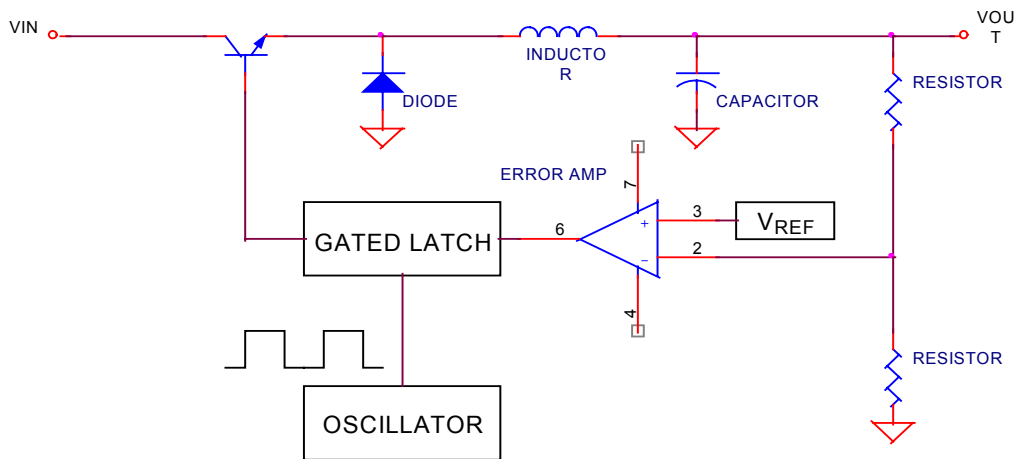 VIN
VOU
T
INDUCTO
R
DIODE
CAPACITOR
RESISTOR
ERROR AMP
7
3
VREF
+
6
GATED LATCH
2
−
4
RESISTOR
OSCILLATOR